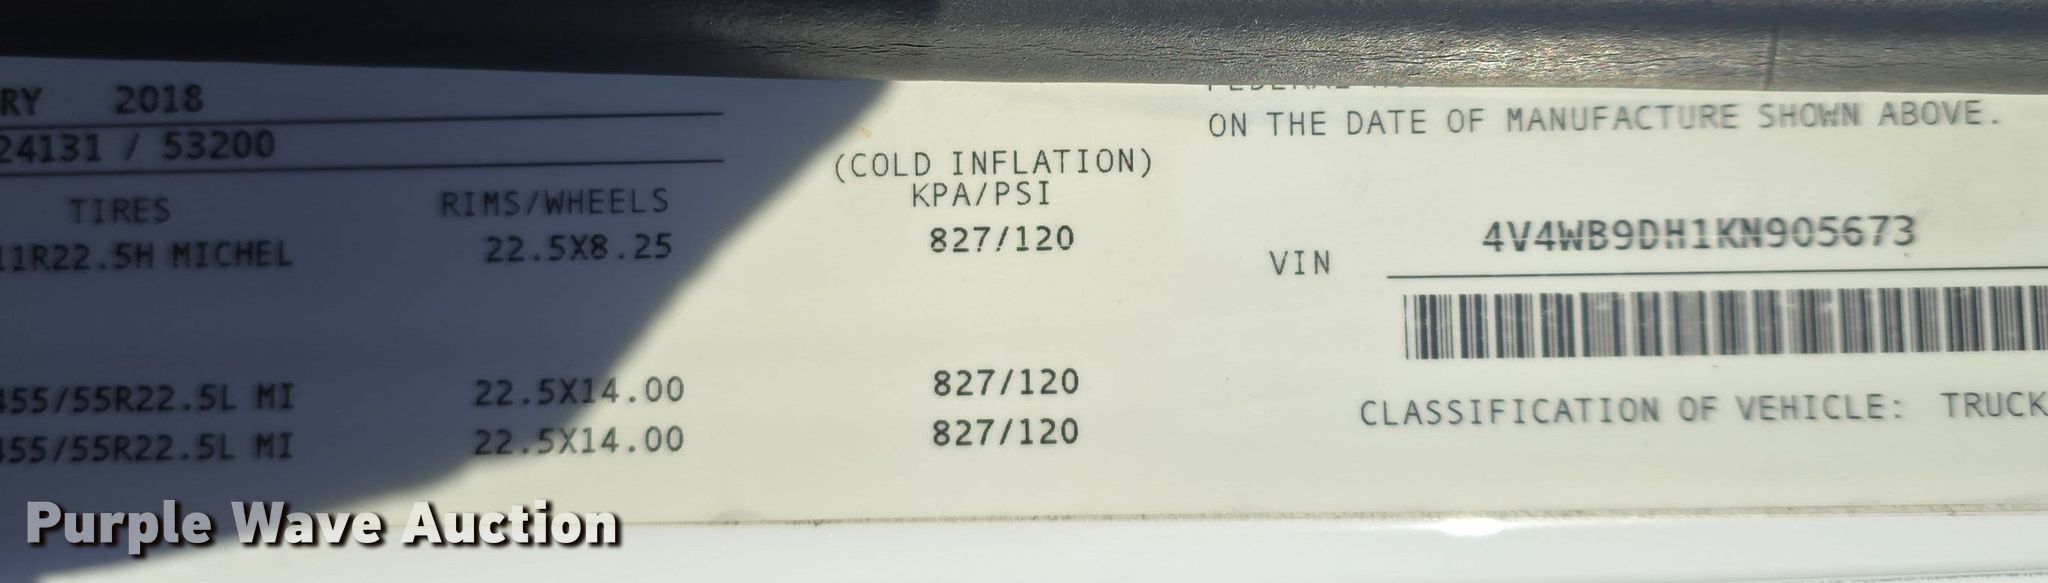 RY 2018
24131 / 53200
TIRES RIMS/WHEELS (COLD INFLATION) KPA/PSI
11R22.5H MICHEL 22.5X8.25 827/120
455/55R22.5L MI 22.5X14.00 827/120
455/55R22.5L MI 22.5X14.00 827/120
ON THE DATE OF MANUFACTURE SHOWN ABOVE.
VIN 4V4WB9DH1KN905673
CLASSIFICATION OF VEHICLE: TRUCK
Purple Wave Auction